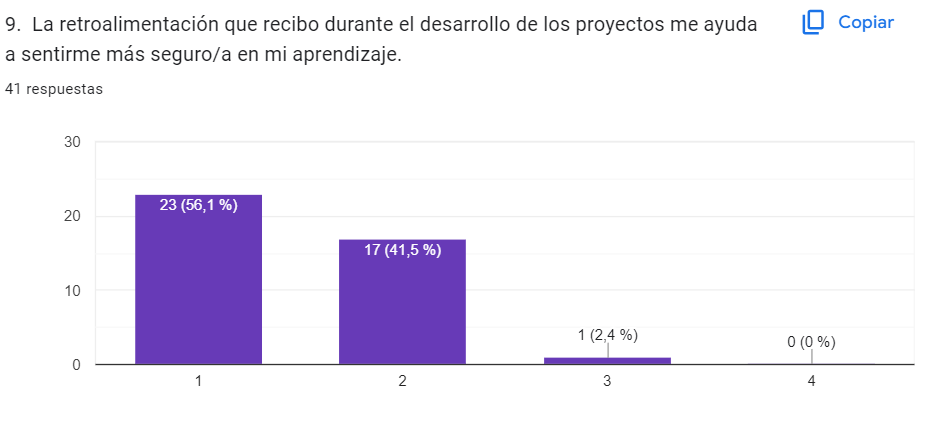 9.  La retroalimentación que recibo durante el desarrollo de los proyectos me ayuda
a sentirme más seguro/a en mi aprendizaje.
Copiar
41 respuestas
30
20
10
0
23 (56,1 %)
17 (41,5 %)
1 (2,4 %)
0 (0 %)
1
2
3
4